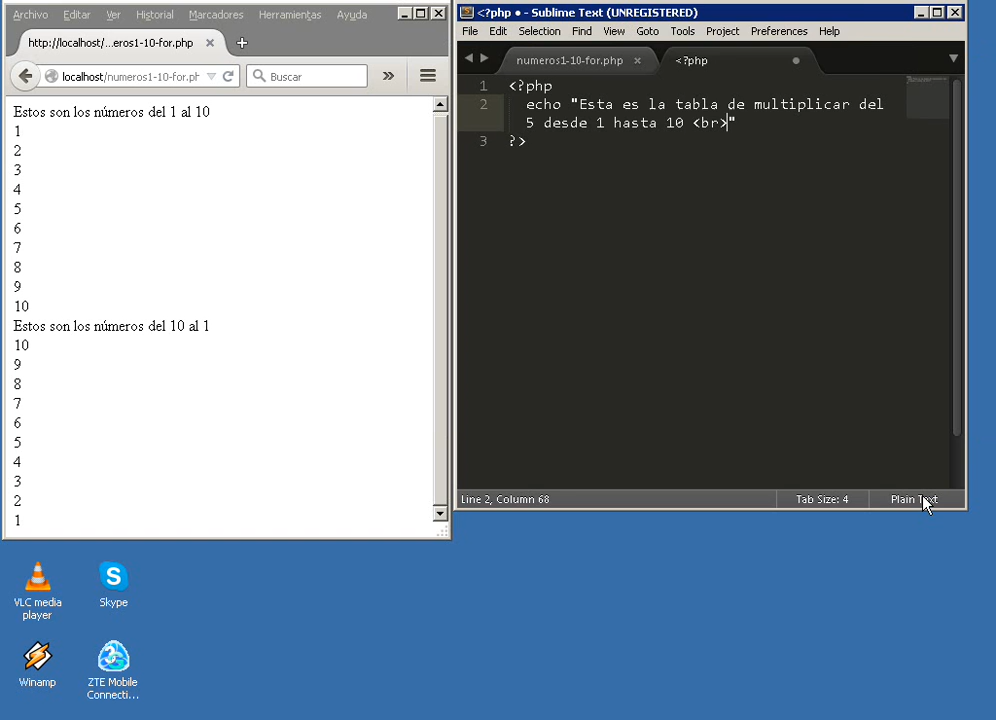 Archivo Editar Ver Historial Marcadores Herramientas Ayuda
http://localhost/...eros1-10-for.php
localhost/numeros1-10-for.ph
Buscar
Estos son los números del 1 al 10
1
2
3
4
5
6
7
8
9
10
Estos son los números del 10 al 1
10
9
8
7
6
5
4
3
2
1
<?php • - Sublime Text (UNREGISTERED)
File Edit Selection Find View Goto Tools Project Preferences Help
numeros1-10-for.php
<?php
1 <?php
2 echo "Esta es la tabla de multiplicar del
5 desde 1 hasta 10 <br>"
3 ?>
Line 2, Column 68
Tab Size: 4
Plain Text
VLC media
player
Skype
Winamp
ZTE Mobile
Connecti...